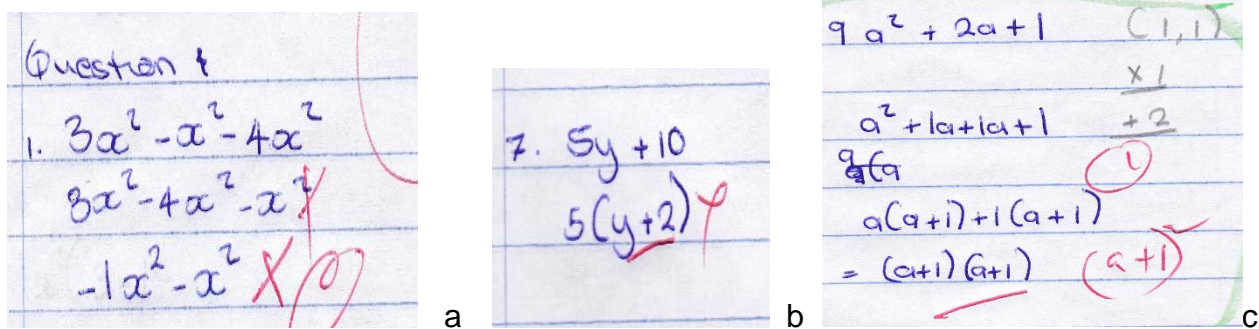 Question 1
1. 3x² - x² - 4x²
3x² - 4x² - x²
-1x² - x²
a
7. 5y + 10
5(y+2)
b
9 a² + 2a + 1 (1,1)
x 1
a² + 1a + 1a + 1 + 2
(a 1
a(a+1) + 1(a+1)
= (a+1)(a+1) (a+1)²
c